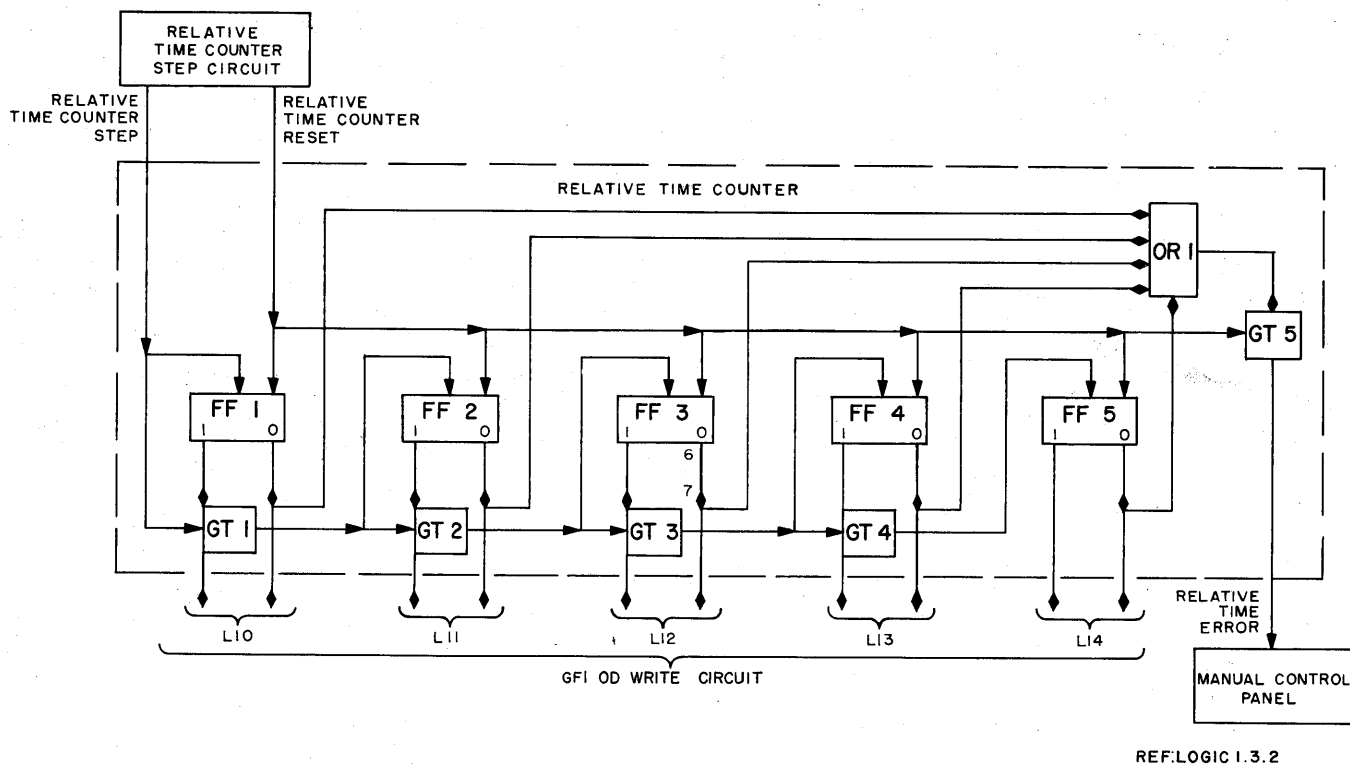 RELATIVE
TIME COUNTER
STEP CIRCUIT
RELATIVE
TIME COUNTER
STEP
RELATIVE
TIME COUNTER
RESET
RELATIVE TIME COUNTER
OR 1
GT 5
FF 1
1 0
FF 2
1 0
FF 3
1 0
FF 4
1 0
FF 5
1 0
6
7
GT 1
GT 2
GT 3
GT 4
L10
L11
L12
L13
L14
GFI OD WRITE CIRCUIT
RELATIVE
TIME
ERROR
MANUAL CONTROL
PANEL
REF:LOGIC 1.3.2